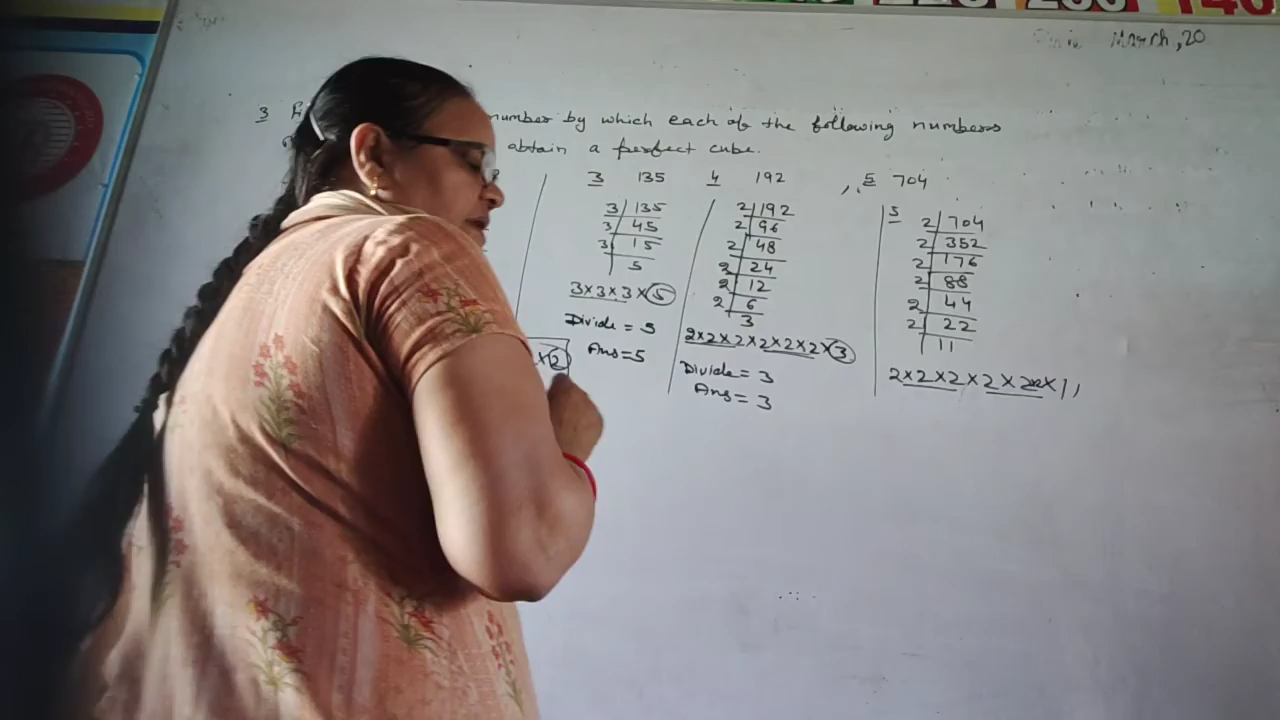 March, 20
3 number by which each of the following numbers
obtain a perfect cube.
3 135
3 | 135
3 | 45
3 | 15
5
3×3×3×5
Divide = 5
Ans = 5
×2
4 192
2 | 192
2 | 96
2 | 48
2 | 24
2 | 12
2 | 6
3
2×2×2×2×2×2×3
Divide = 3
Ans = 3
5 704
5
2 | 704
2 | 352
2 | 176
2 | 88
2 | 44
2 | 22
11
2×2×2×2×2×2×11